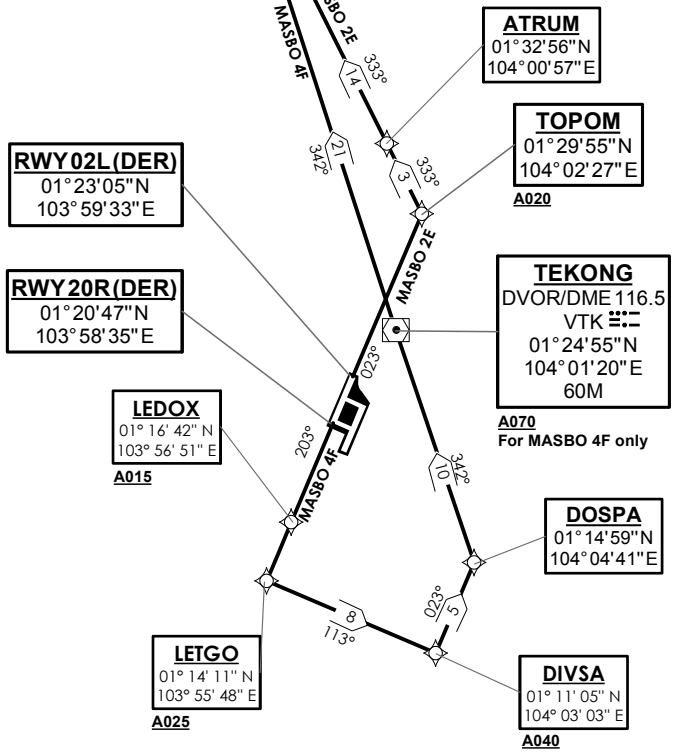 MASBO 4F
MASBO 2E
ATRUM
01°32'56"N
104°00'57"E
14
333°
21
342°
TOPOM
01°29'55"N
104°02'27"E
A020
3
333°
RWY02L(DER)
01°23'05"N
103°59'33"E
MASBO 2E
TEKONG
DVOR/DME 116.5
VTK
01°24'55"N
104°01'20"E
60M
A070
For MASBO 4F only
RWY20R(DER)
01°20'47"N
103°58'35"E
023°
LEDOX
01° 16' 42" N
103° 56' 51" E
A015
203°
MASBO 4F
342°
10
DOSPA
01°14'59"N
104°04'41"E
023°
5
8
113°
LETGO
01° 14' 11" N
103° 55' 48" E
A025
DIVSA
01° 11' 05" N
104° 03' 03" E
A040